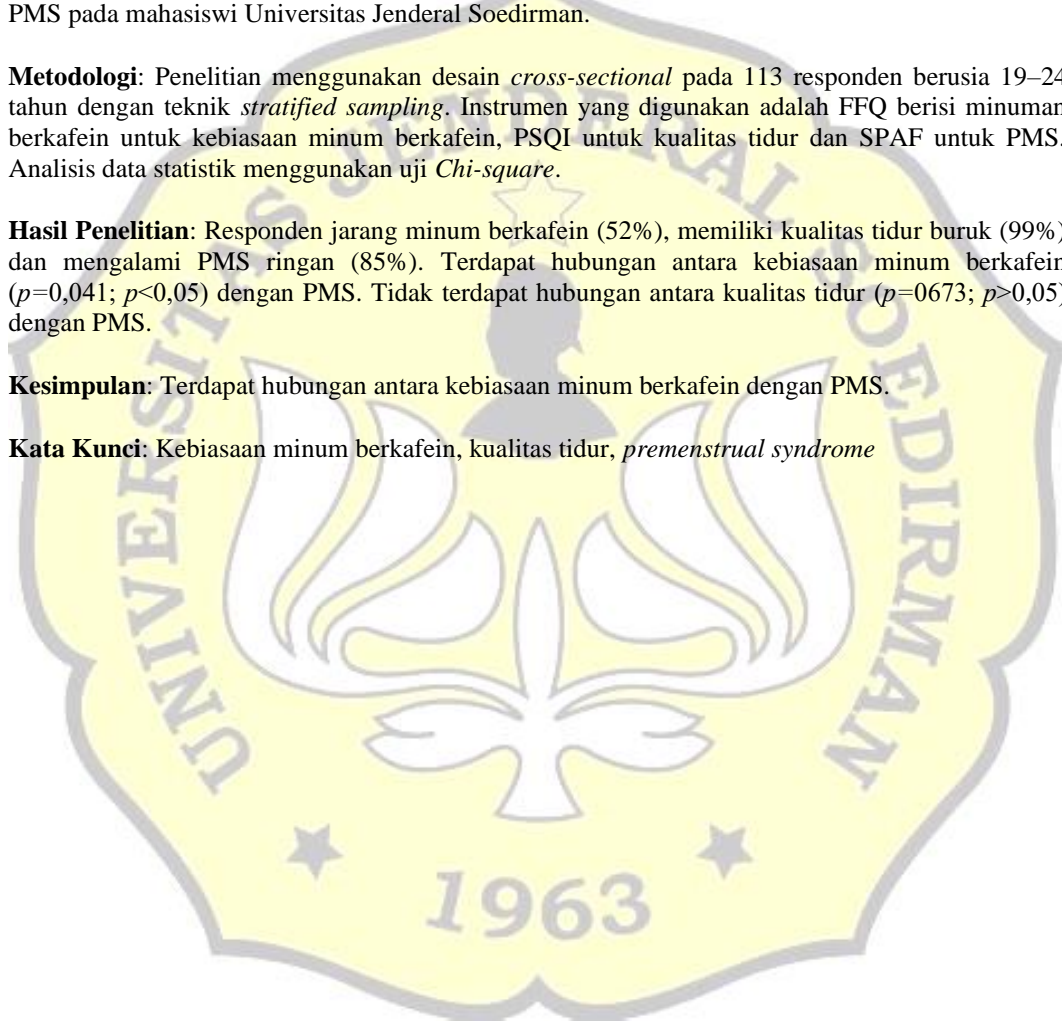 PMS pada mahasiswi Universitas Jenderal Soedirman.
Metodologi: Penelitian menggunakan desain cross-sectional pada 113 responden berusia 19–24
tahun dengan teknik stratified sampling. Instrumen yang digunakan adalah FFQ berisi minuman
berkafein untuk kebiasaan minum berkafein, PSQI untuk kualitas tidur dan SPAF untuk PMS.
Analisis data statistik menggunakan uji Chi-square.
Hasil Penelitian: Responden jarang minum berkafein (52%), memiliki kualitas tidur buruk (99%)
dan mengalami PMS ringan (85%). Terdapat hubungan antara kebiasaan minum berkafein
(p=0,041; p<0,05) dengan PMS. Tidak terdapat hubungan antara kualitas tidur (p=0673; p>0,05)
dengan PMS.
Kesimpulan: Terdapat hubungan antara kebiasaan minum berkafein dengan PMS.
Kata Kunci: Kebiasaan minum berkafein, kualitas tidur, premenstrual syndrome
UNIVERSITAS JENDERAL SOEDIRMAN
1963